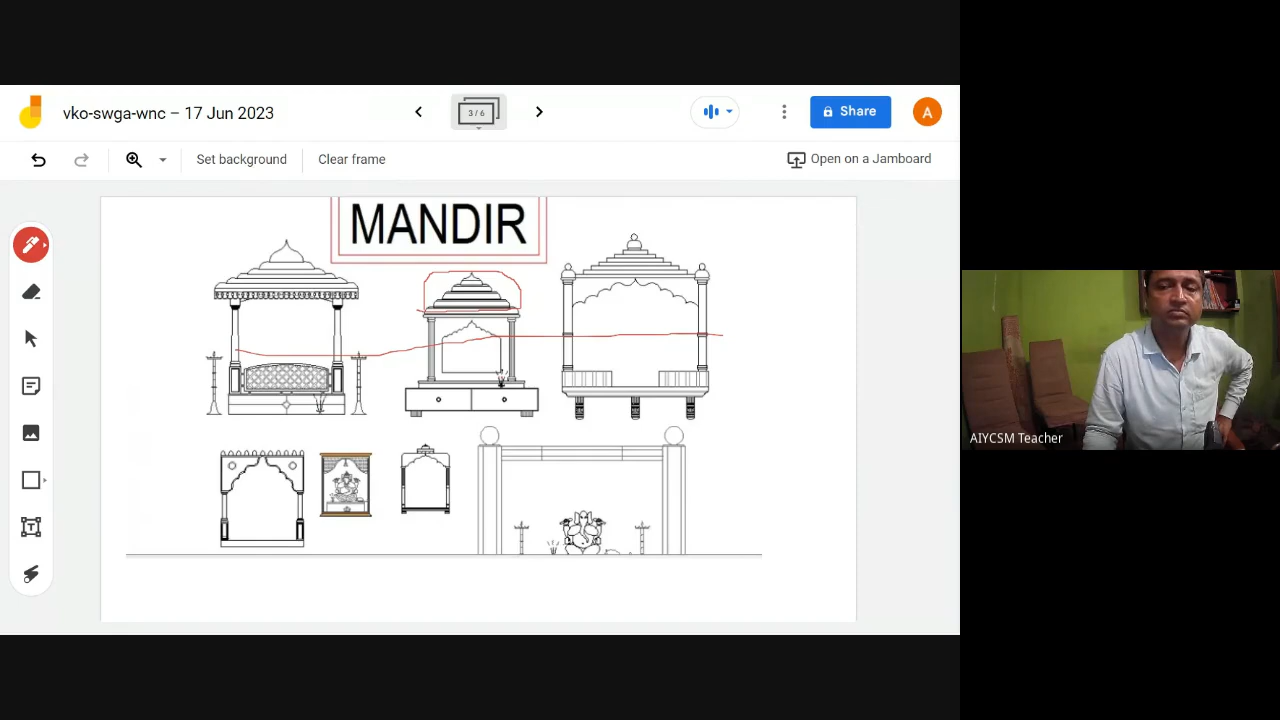 vko-swga-wnc – 17 Jun 2023
3 / 6
Share
A
Set background
Clear frame
Open on a Jamboard
MANDIR
AIYCSM Teacher